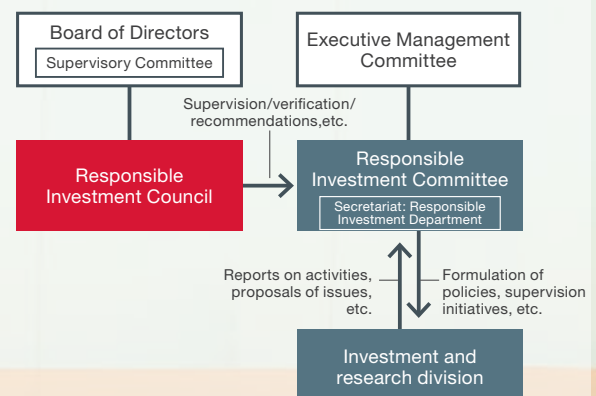 Board of Directors
Supervisory Committee
Executive Management
Committee
Supervision/verification/
recommendations,etc.
Responsible
Investment Council
Responsible
Investment Committee
Secretariat: Responsible
Investment Department
Reports on activities,
proposals of issues,
etc.
Formulation of
policies, supervision
initiatives, etc.
Investment and
research division